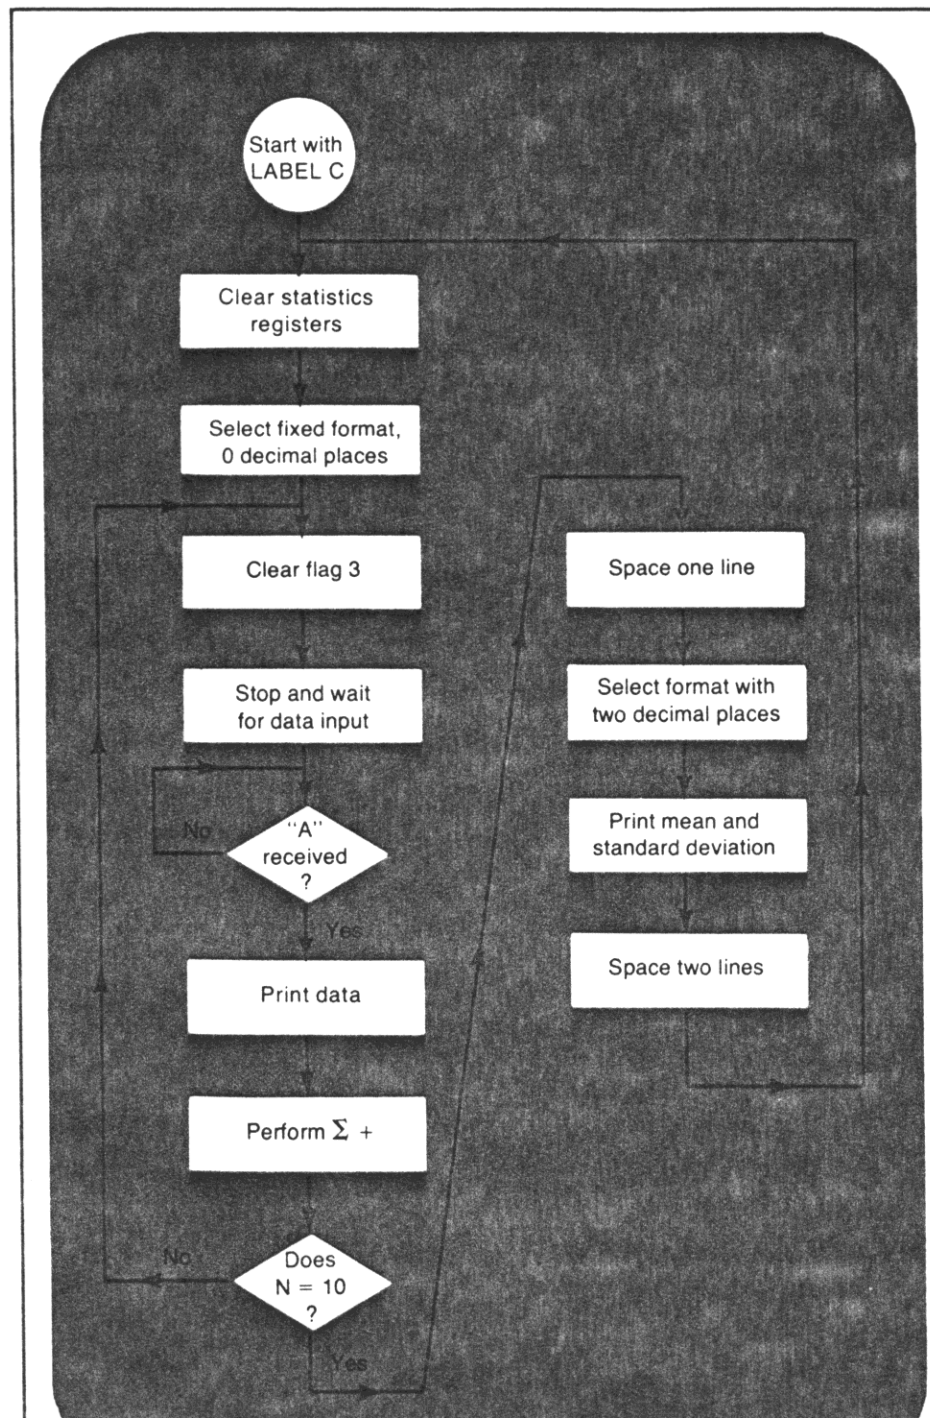 Start with
LABEL C
Clear statistics
registers
Select fixed format,
0 decimal places
Clear flag 3
Stop and wait
for data input
No
"A"
received
?
Yes
Print data
Perform Σ +
No
Does
N = 10
?
Yes
Space one line
Select format with
two decimal places
Print mean and
standard deviation
Space two lines